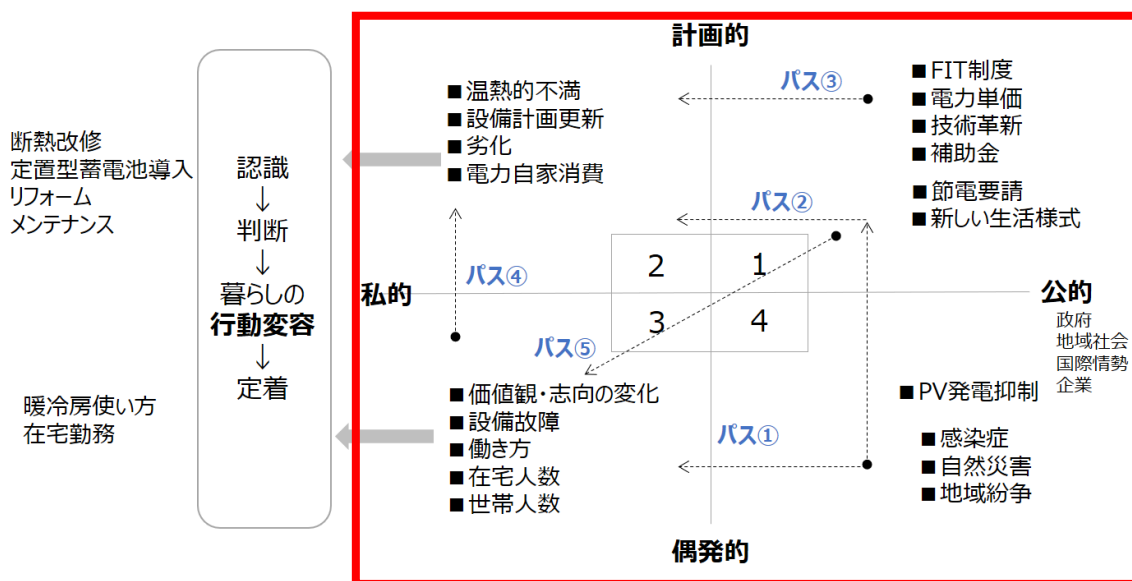 計画的
断熱改修
定置型蓄電池導入
リフォーム
メンテナンス
暖冷房使い方
在宅勤務
認識
↓
判断
↓
暮らしの
行動変容
↓
定着
■温熱的不満
■設備計画更新
■劣化
■電力自家消費
パス③
■FIT制度
■電力単価
■技術革新
■補助金
■節電要請
■新しい生活様式
パス②
パス④
2
1
3
4
私的
公的
政府
地域社会
国際情勢
企業
パス⑤
■価値観・志向の変化
■設備故障
■働き方
■在宅人数
■世帯人数
パス①
■PV発電抑制
■感染症
■自然災害
■地域紛争
偶発的